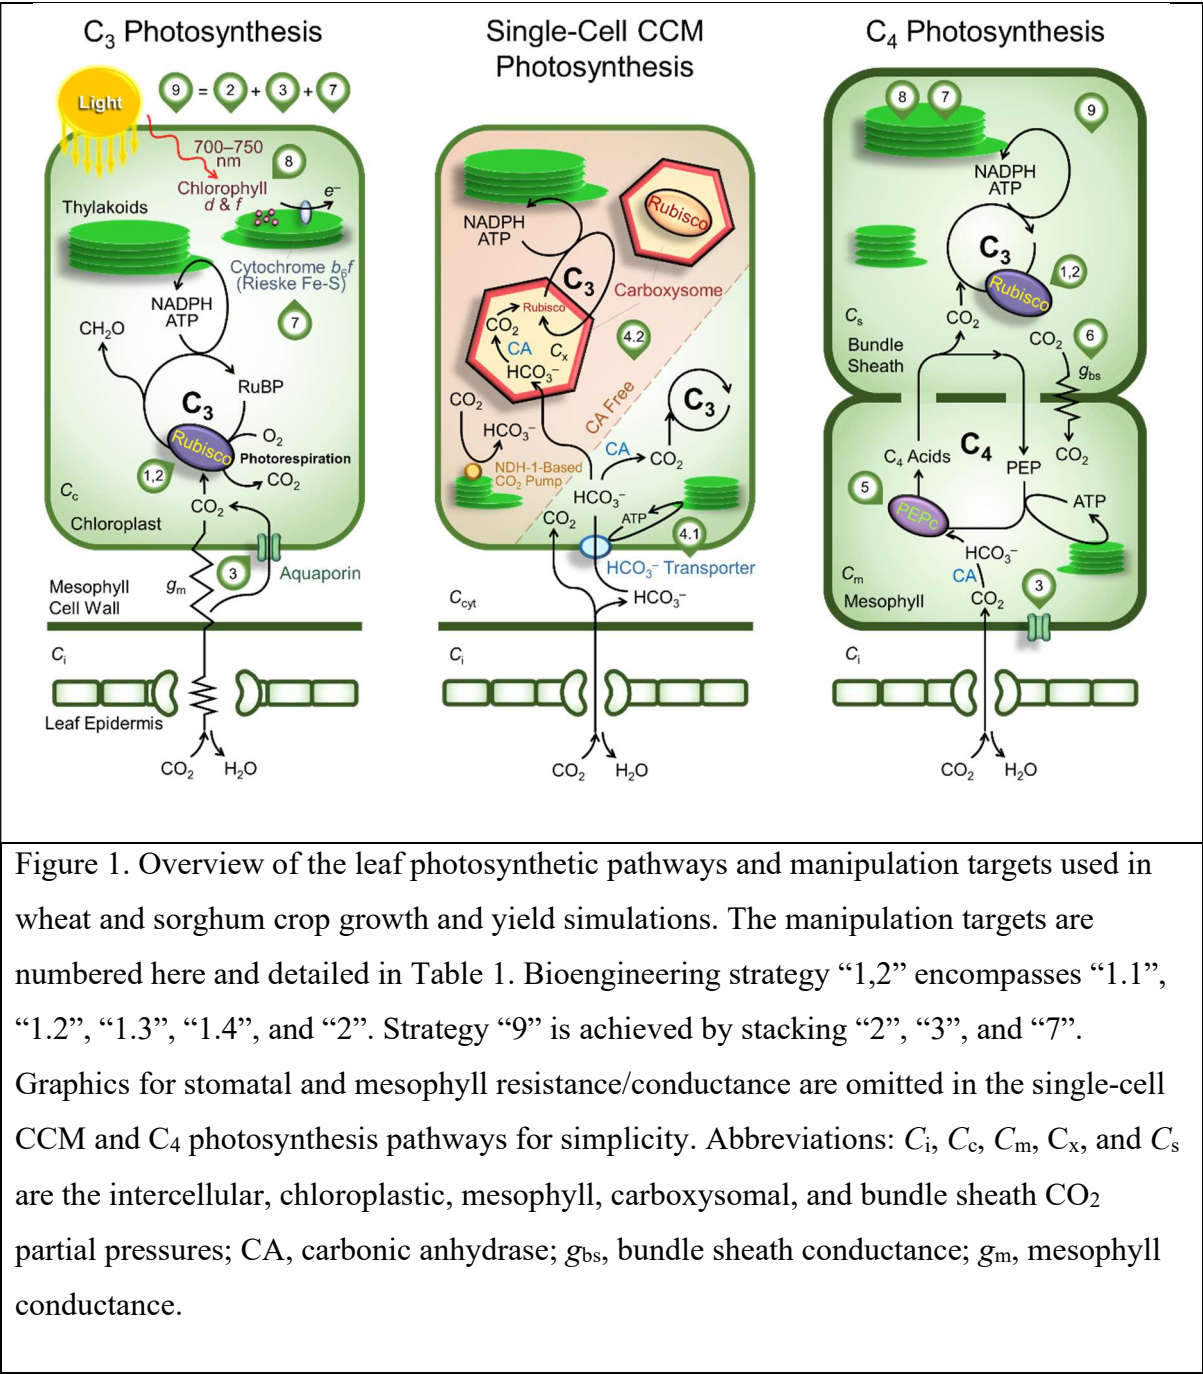 C₃ Photosynthesis
Light
9 = 2 + 3 + 7
700–750
nm
8
Chlorophyll
d & f
e⁻
Thylakoids
Cytochrome b₆f
(Rieske Fe-S)
7
NADPH
ATP
CH₂O
RuBP
C₃
Rubisco
O₂
Photorespiration
CO₂
1,2
Cc
CO₂
Chloroplast
3
Aquaporin
gm
Mesophyll
Cell Wall
Ci
Leaf Epidermis
CO₂
H₂O
Single-Cell CCM
Photosynthesis
NADPH
ATP
Rubisco
C₃
Carboxysome
Rubisco
CO₂
Cx
CA
HCO₃⁻
4.2
CA Free
CO₂
HCO₃⁻
NDH-1-Based
CO₂ Pump
C₃
CA
CO₂
HCO₃⁻
CO₂
ATP
4.1
HCO₃⁻ Transporter
Ccyt
HCO₃⁻
Ci
CO₂
H₂O
C₄ Photosynthesis
8
7
9
NADPH
ATP
C₃
Rubisco
1,2
Cs
CO₂
CO₂
6
Bundle
Sheath
gbs
C₄ Acids
C₄
PEP
CO₂
5
PEPc
ATP
HCO₃⁻
Cm
CA
Mesophyll
CO₂
3
Ci
CO₂
H₂O
Figure 1. Overview of the leaf photosynthetic pathways and manipulation targets used in
wheat and sorghum crop growth and yield simulations. The manipulation targets are
numbered here and detailed in Table 1. Bioengineering strategy “1,2” encompasses “1.1”,
“1.2”, “1.3”, “1.4”, and “2”. Strategy “9” is achieved by stacking “2”, “3”, and “7”.
Graphics for stomatal and mesophyll resistance/conductance are omitted in the single-cell
CCM and C₄ photosynthesis pathways for simplicity. Abbreviations: Ci, Cc, Cm, Cx, and Cs
are the intercellular, chloroplastic, mesophyll, carboxysomal, and bundle sheath CO₂
partial pressures; CA, carbonic anhydrase; gbs, bundle sheath conductance; gm, mesophyll
conductance.